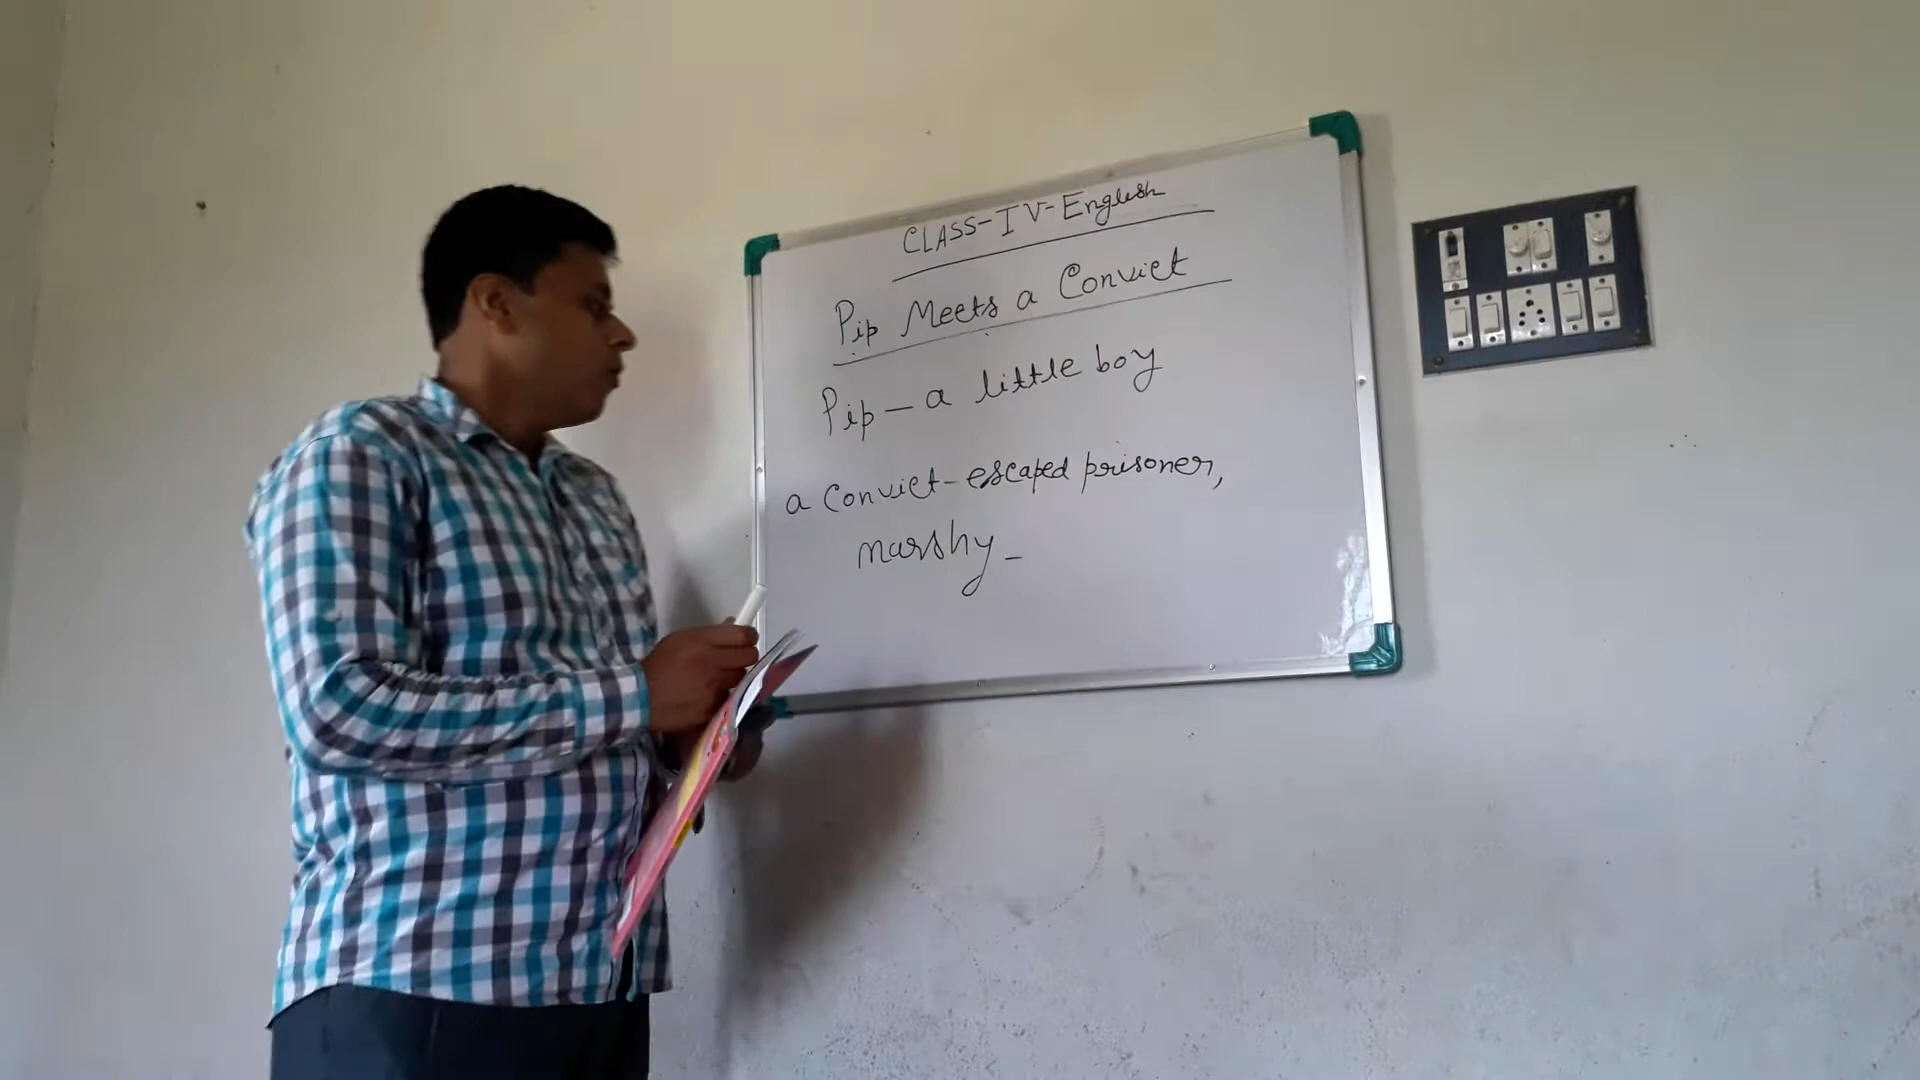 CLASS-IV-English
Pip Meets a Convict
Pip - a little boy
a Convict - escaped prisoner,
marshy -